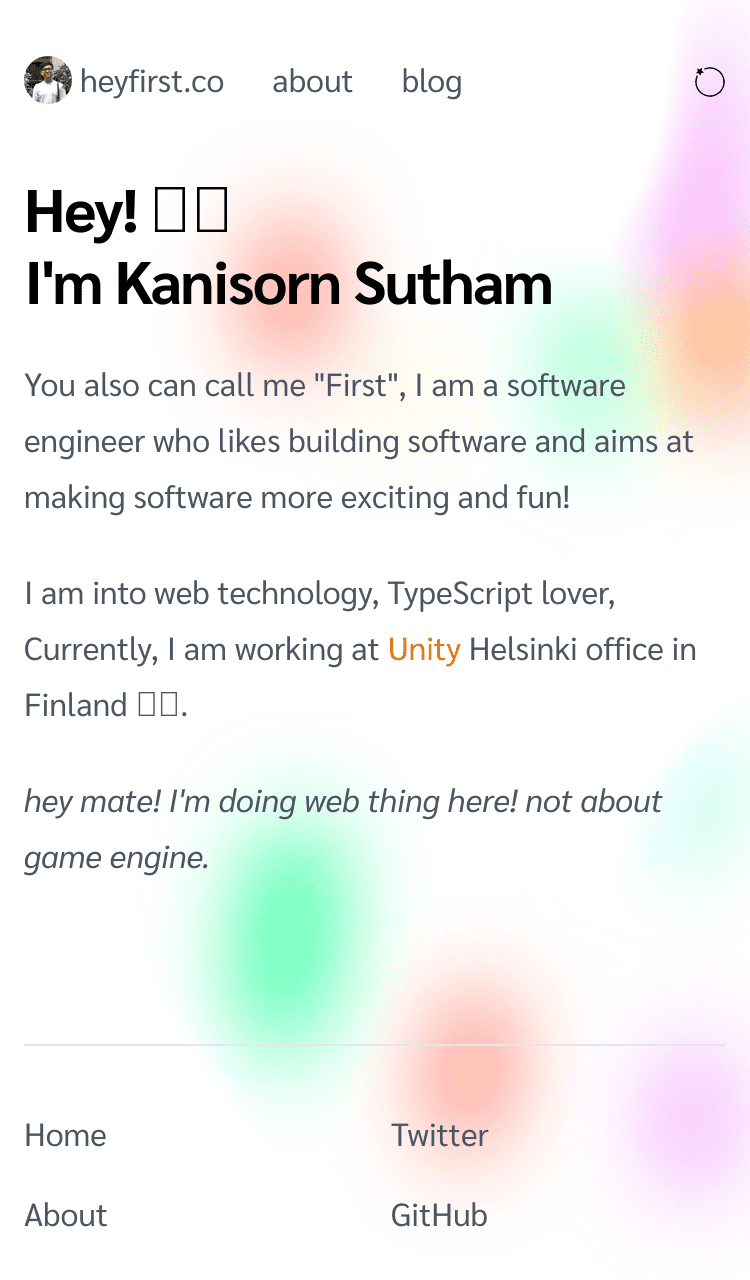 heyfirst.co about blog
Hey!
I'm Kanisorn Sutham
You also can call me "First", I am a software
engineer who likes building software and aims at
making software more exciting and fun!
I am into web technology, TypeScript lover,
Currently, I am working at Unity Helsinki office in
Finland .
hey mate! I'm doing web thing here! not about
game engine.
Home Twitter
About GitHub